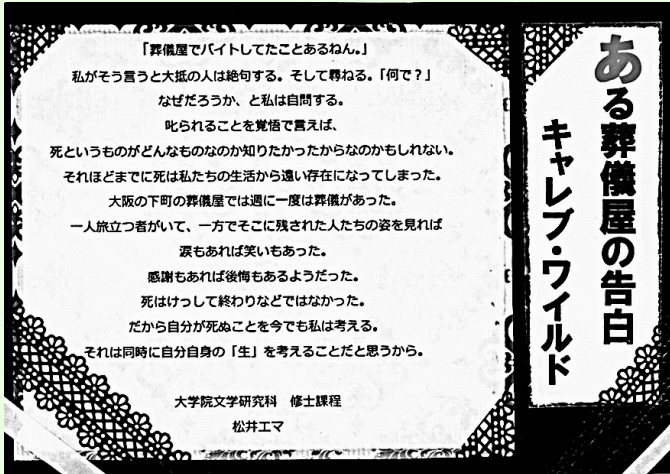 ある葬儀屋の告白
キャレブ・ワイルド
「葬儀屋でバイトしてたことあるねん。」
私がそう言うと大抵の人は絶句する。そして尋ねる。「何で？」
なぜだろうか、と私は自問する。
叱られることを覚悟で言えば、
死というものがどんなものなのか知りたかったからなのかもしれない。
それほどまでに死は私たちの生活から遠い存在になってしまった。
大阪の下町の葬儀屋では週に一度は葬儀があった。
一人旅立つ者がいて、一方でそこに残された人たちの姿を見れば
涙もあれば笑いもあった。
感謝もあれば後悔もあるようだった。
死はけっして終わりなどではなかった。
だから自分が死ぬことを今でも私は考える。
それは同時に自分自身の「生」を考えることだと思うから。
大学院文学研究科　修士課程
松井エマ